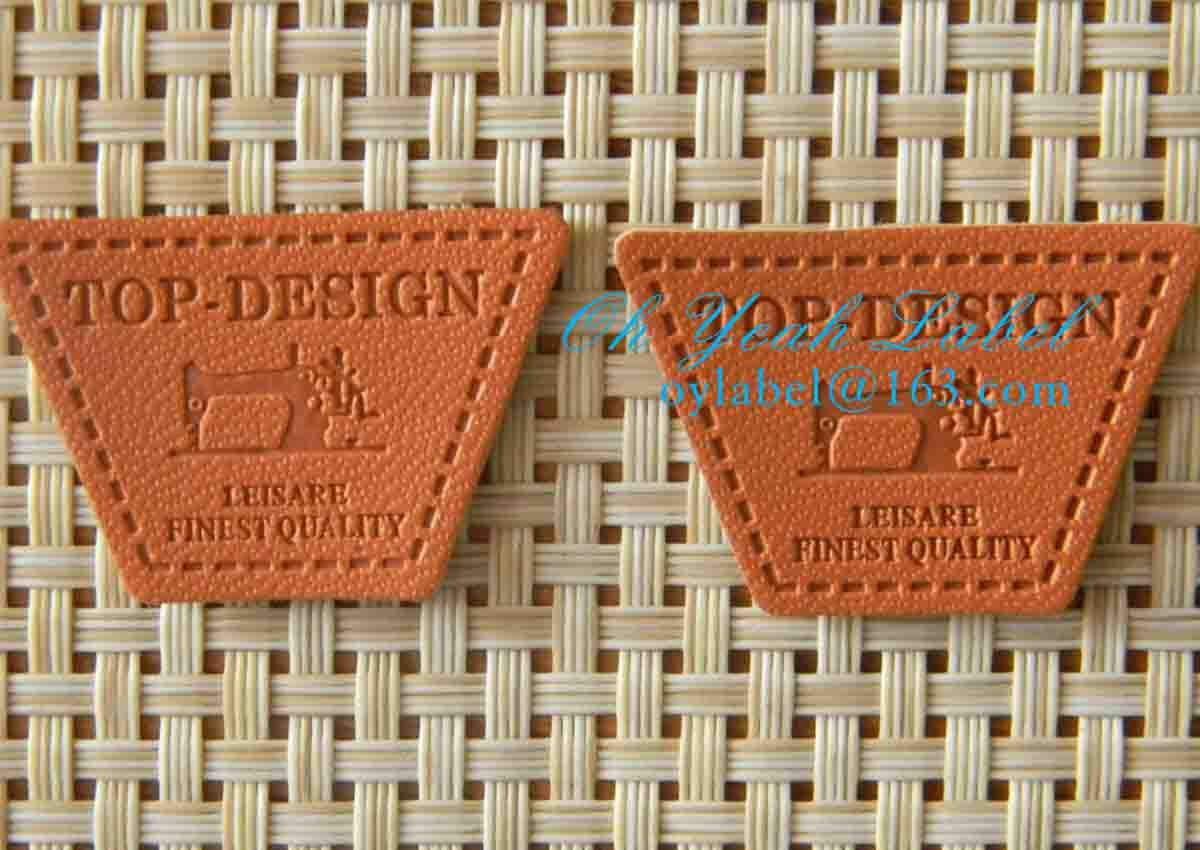 TOP-DESIGN
LEISARE
FINEST QUALITY
TOP-DESIGN
LEISARE
FINEST QUALITY
Oh Yeah Label
oylabel@163.com